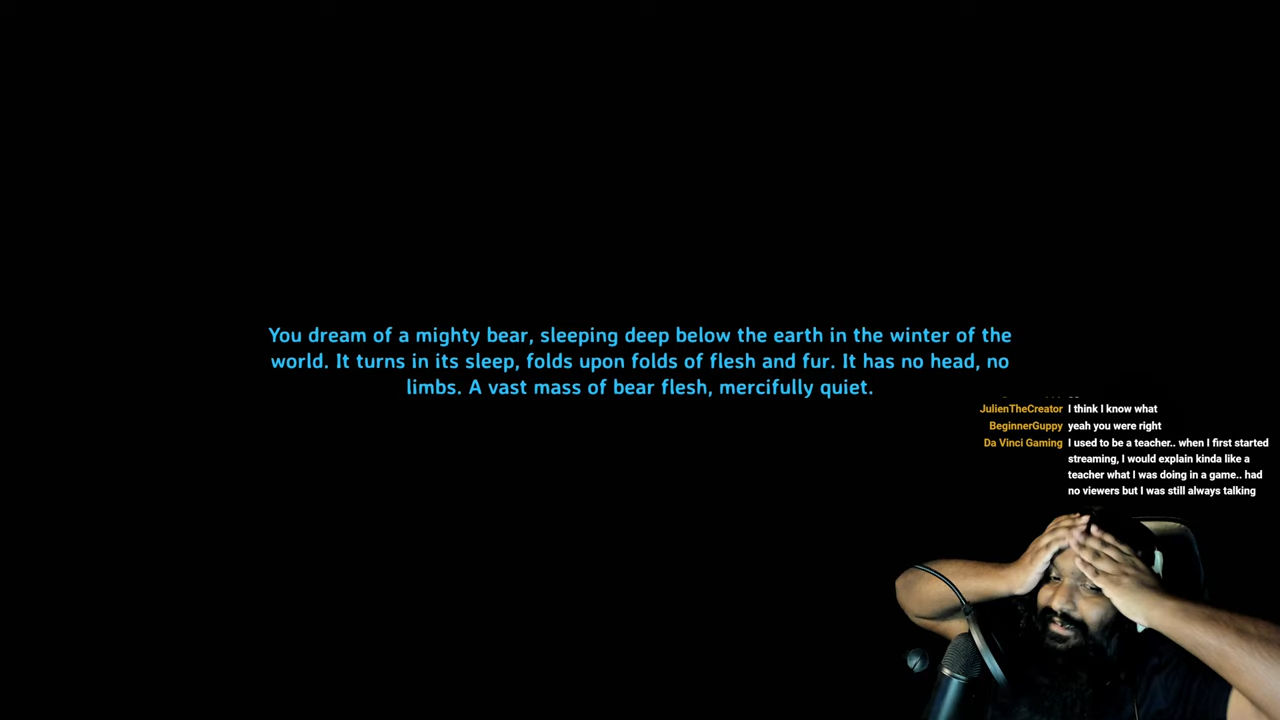 You dream of a mighty bear, sleeping deep below the earth in the winter of the
world. It turns in its sleep, folds upon folds of flesh and fur. It has no head, no
limbs. A vast mass of bear flesh, mercifully quiet.
JulienTheCreator I think I know what
BeginnerGuppy yeah you were right
Da Vinci Gaming I used to be a teacher.. when I first started
streaming, I would explain kinda like a
teacher what I was doing in a game.. had
no viewers but I was still always talking